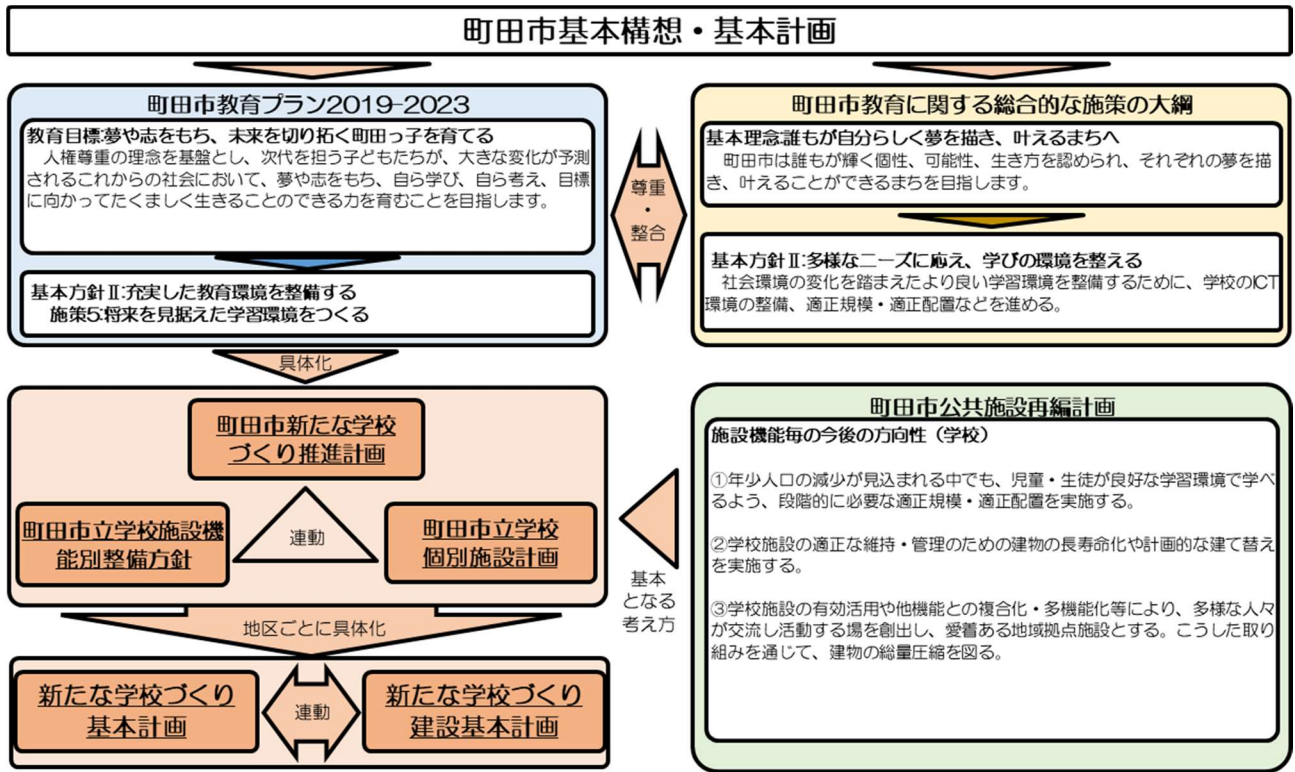 町田市基本構想・基本計画
町田市教育プラン2019-2023
教育目標:夢や志をもち、未来を切り拓く町田っ子を育てる
人権尊重の理念を基盤とし、次代を担う子どもたちが、大きな変化が予測
されるこれからの社会において、夢や志をもち、自ら学び、自ら考え、目標
に向かってたくましく生きることのできる力を育むことを目指します。
基本方針Ⅱ:充実した教育環境を整備する
施策5:将来を見据えた学習環境をつくる
尊重
・
整合
町田市教育に関する総合的な施策の大綱
基本理念:誰もが自分らしく夢を描き、叶えるまちへ
町田市は誰もが輝く個性、可能性、生き方を認められ、それぞれの夢を描
き、叶えることができるまちを目指します。
基本方針Ⅱ:多様なニーズに応え、学びの環境を整える
社会環境の変化を踏まえたより良い学習環境を整備するために、学校のICT
環境の整備、適正規模・適正配置などを進める。
具体化
町田市新たな学校
づくり推進計画
町田市立学校施設機
能別整備方針
連動
町田市立学校
個別施設計画
地区ごとに具体化
新たな学校づくり
基本計画
連動
新たな学校づくり
建設基本計画
基本
となる
考え方
町田市公共施設再編計画
施設機能毎の今後の方向性（学校）
①年少人口の減少が見込まれる中でも、児童・生徒が良好な学習環境で学べ
るよう、段階的に必要な適正規模・適正配置を実施する。
②学校施設の適正な維持・管理のための建物の長寿命化や計画的な建て替え
を実施する。
③学校施設の有効活用や他機能との複合化・多機能化等により、多様な人々
が交流し活動する場を創出し、愛着ある地域拠点施設とする。こうした取り
組みを通じて、建物の総量圧縮を図る。